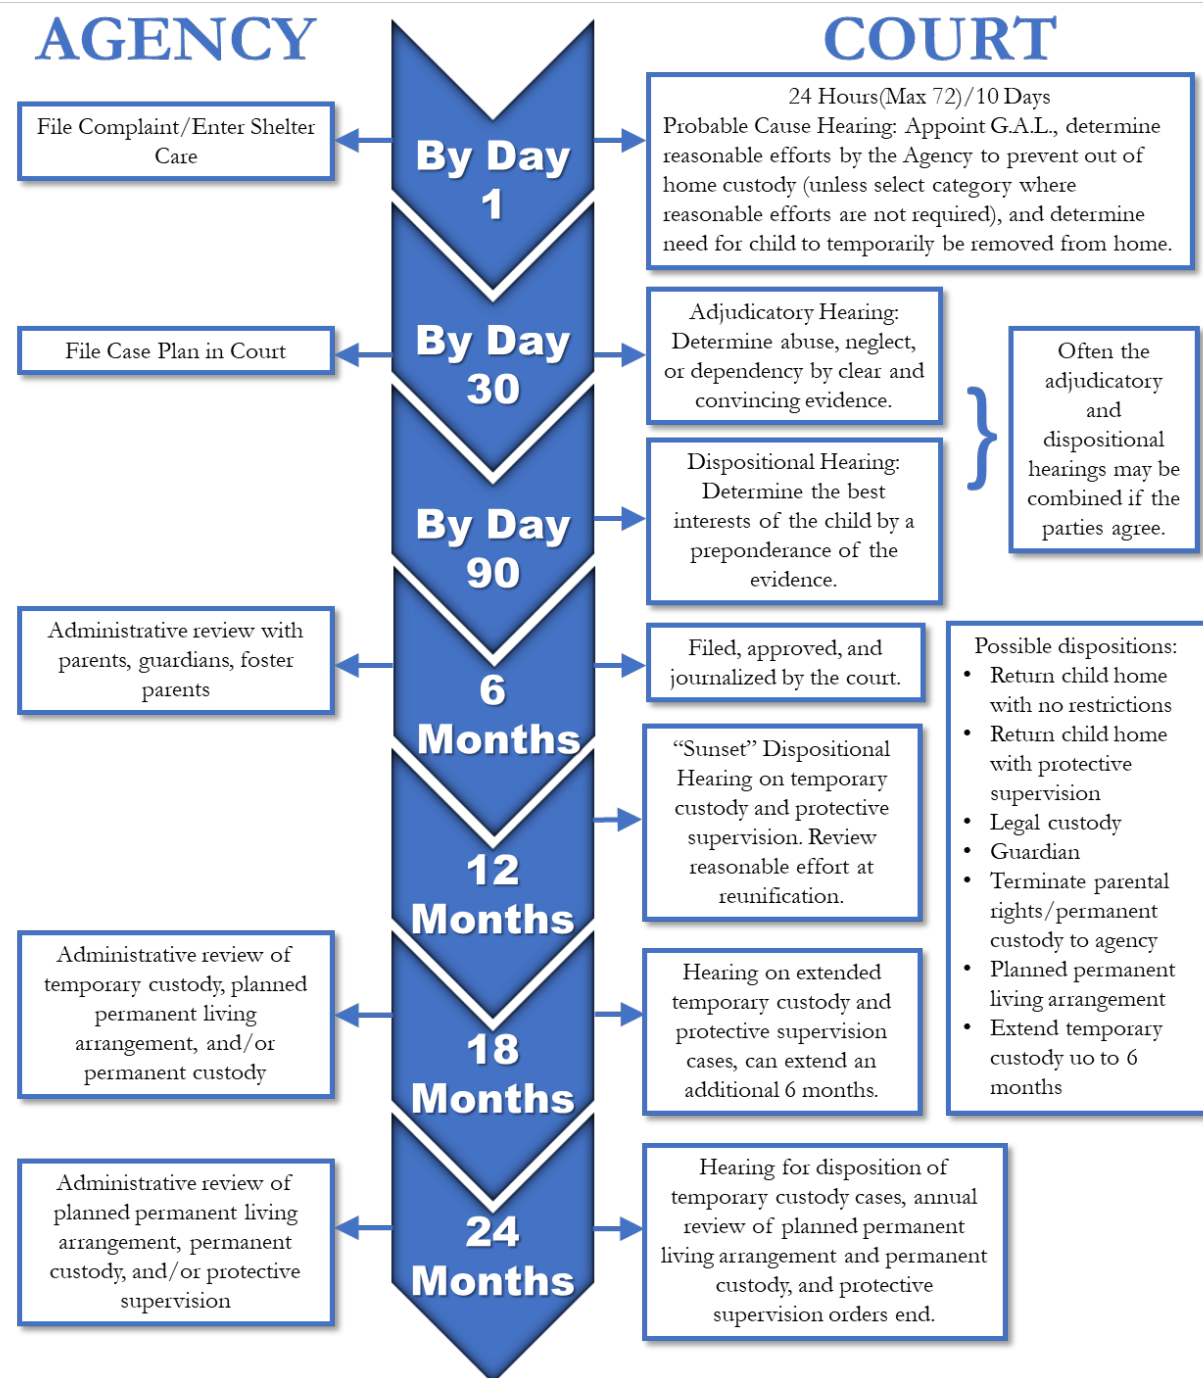 AGENCY
COURT
File Complaint/Enter Shelter
Care
By Day
1
24 Hours(Max 72)/10 Days
Probable Cause Hearing: Appoint G.A.L., determine
reasonable efforts by the Agency to prevent out of
home custody (unless select category where
reasonable efforts are not required), and determine
need for child to temporarily be removed from home.
File Case Plan in Court
By Day
30
Adjudicatory Hearing:
Determine abuse, neglect,
or dependency by clear and
convincing evidence.
Often the
adjudicatory
and
dispositional
hearings may be
combined if the
parties agree.
By Day
90
Dispositional Hearing:
Determine the best
interests of the child by a
preponderance of the
evidence.
Administrative review with
parents, guardians, foster
parents
6
Months
Filed, approved, and
journalized by the court.
Possible dispositions:
• Return child home
with no restrictions
• Return child home
with protective
supervision
• Legal custody
• Guardian
• Terminate parental
rights/permanent
custody to agency
• Planned permanent
living arrangement
• Extend temporary
custody uo to 6
months
12
Months
“Sunset” Dispositional
Hearing on temporary
custody and protective
supervision. Review
reasonable effort at
reunification.
Administrative review of
temporary custody, planned
permanent living
arrangement, and/or
permanent custody
18
Months
Hearing on extended
temporary custody and
protective supervision
cases, can extend an
additional 6 months.
Administrative review of
planned permanent living
arrangement, permanent
custody, and/or protective
supervision
24
Months
Hearing for disposition of
temporary custody cases, annual
review of planned permanent
living arrangement and permanent
custody, and protective
supervision orders end.